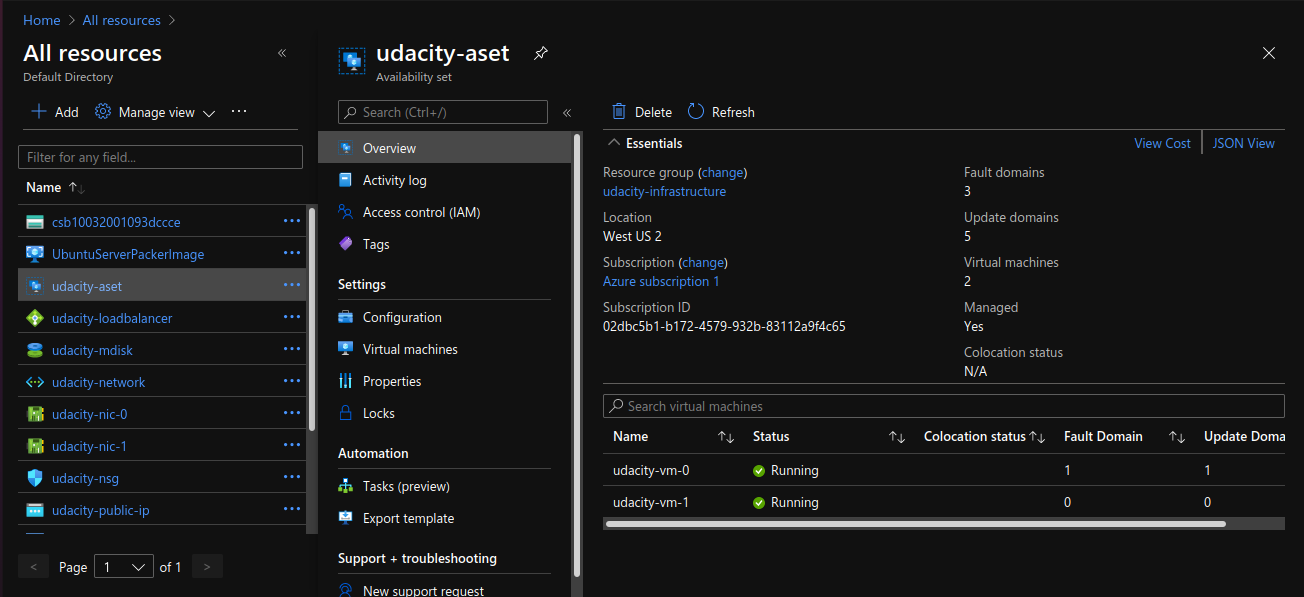 Home > All resources >
All resources
Default Directory
Add
Manage view
Filter for any field...
Name
csb10032001093dccce
UbuntuServerPackerImage
udacity-aset
udacity-loadbalancer
udacity-mdisk
udacity-network
udacity-nic-0
udacity-nic-1
udacity-nsg
udacity-public-ip
< Page 1 of 1 >
udacity-aset
Availability set
Search (Ctrl+/)
Overview
Activity log
Access control (IAM)
Tags
Settings
Configuration
Virtual machines
Properties
Locks
Automation
Tasks (preview)
Export template
Support + troubleshooting
New support request
Delete Refresh
Essentials
View Cost JSON View
Resource group (change)
udacity-infrastructure
Location
West US 2
Subscription (change)
Azure subscription 1
Subscription ID
02dbc5b1-b172-4579-932b-83112a9f4c65
Fault domains
3
Update domains
5
Virtual machines
2
Managed
Yes
Colocation status
N/A
Search virtual machines
Name Status Colocation status Fault Domain Update Doma
udacity-vm-0 Running 1 1
udacity-vm-1 Running 0 0